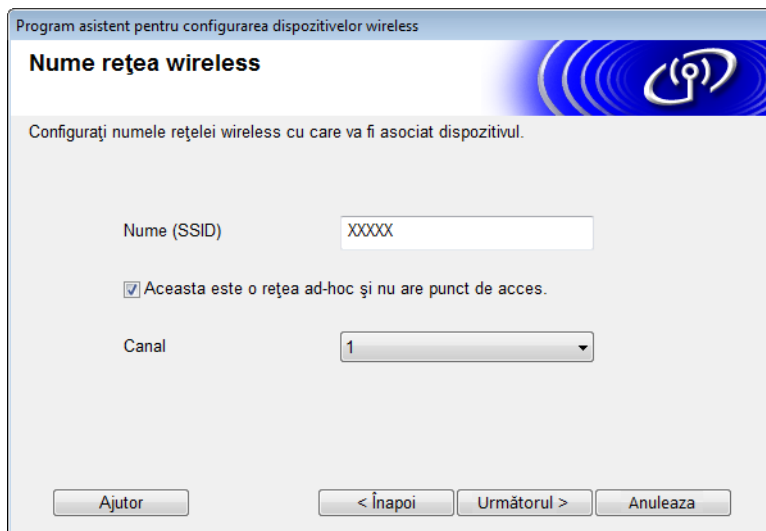 Program asistent pentru configurarea dispozitivelor wireless
Nume reţea wireless
Configuraţi numele reţelei wireless cu care va fi asociat dispozitivul.
Nume (SSID) XXXXX
Aceasta este o reţea ad-hoc şi nu are punct de acces.
Canal 1
Ajutor < Înapoi Următorul > Anuleaza